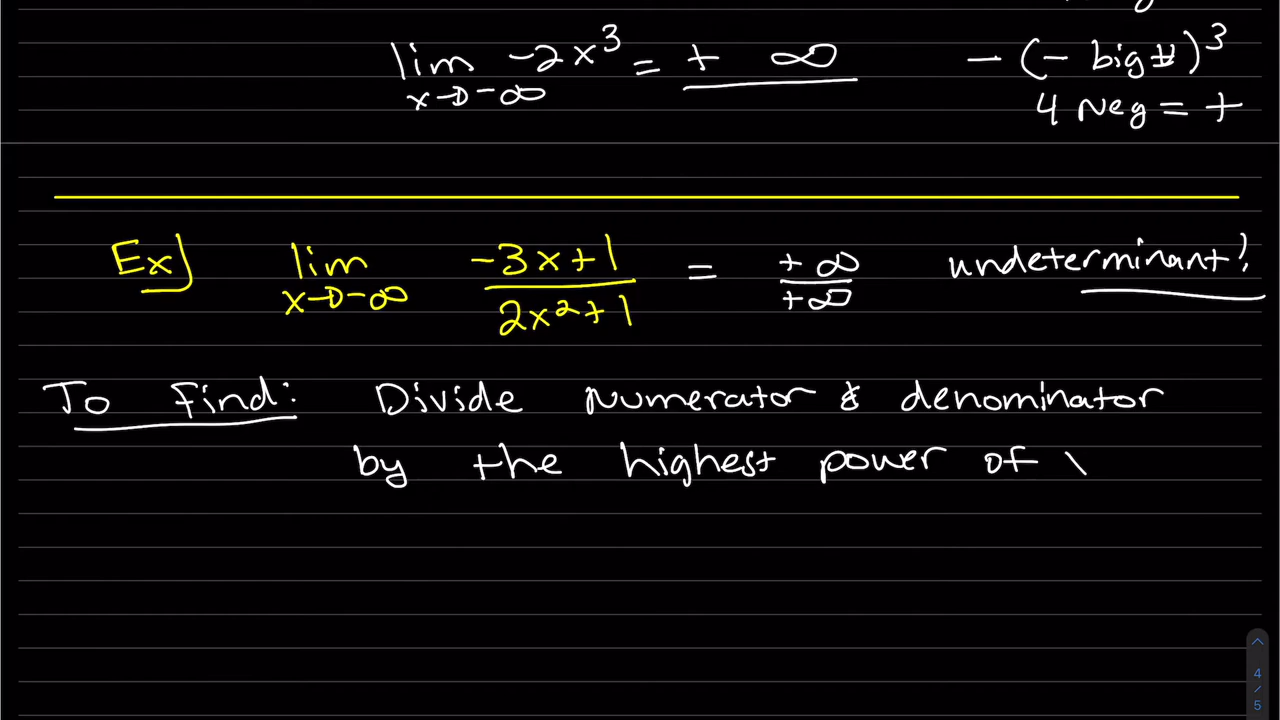 lim -2x³ = + ∞ - (- big #)³
x→-∞ 4 Neg = +
Ex) lim -3x+1 / 2x²+1 = +∞ / +∞ undeterminant!
x→-∞
To Find: Divide Numerator & denominator
by the highest power of
4/5